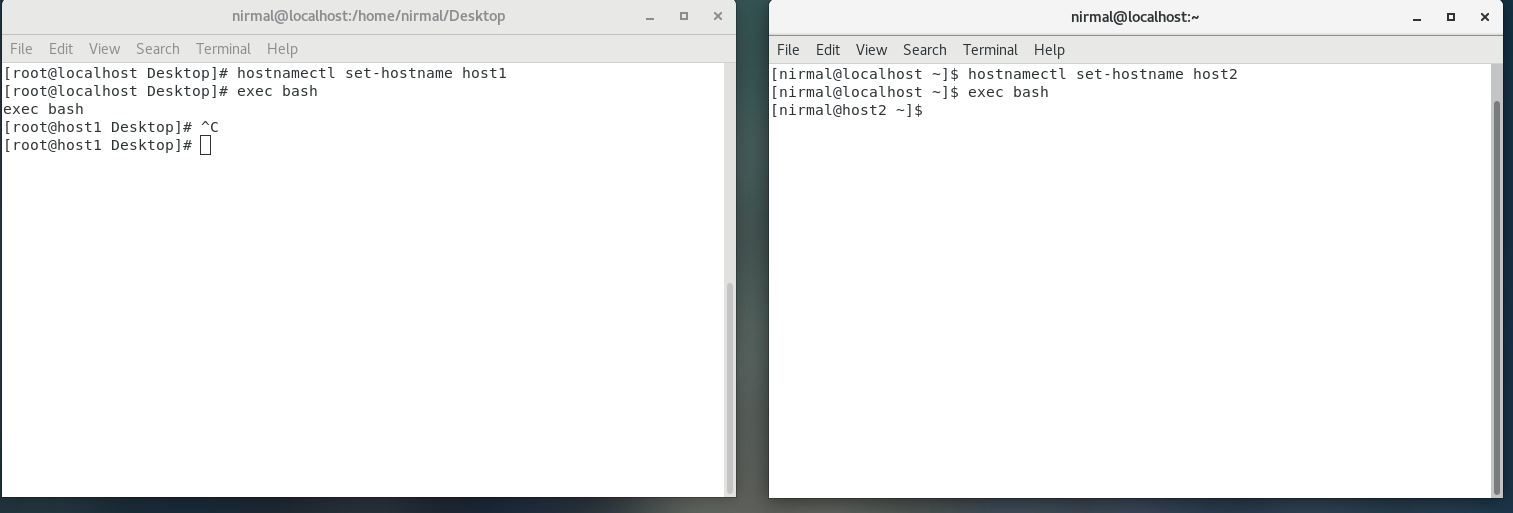 nirmal@localhost:/home/nirmal/Desktop
File Edit View Search Terminal Help
[root@localhost Desktop]# hostnamectl set-hostname host1
[root@localhost Desktop]# exec bash
exec bash
[root@host1 Desktop]# ^C
[root@host1 Desktop]#
nirmal@localhost:~
File Edit View Search Terminal Help
[nirmal@localhost ~]$ hostnamectl set-hostname host2
[nirmal@localhost ~]$ exec bash
[nirmal@host2 ~]$